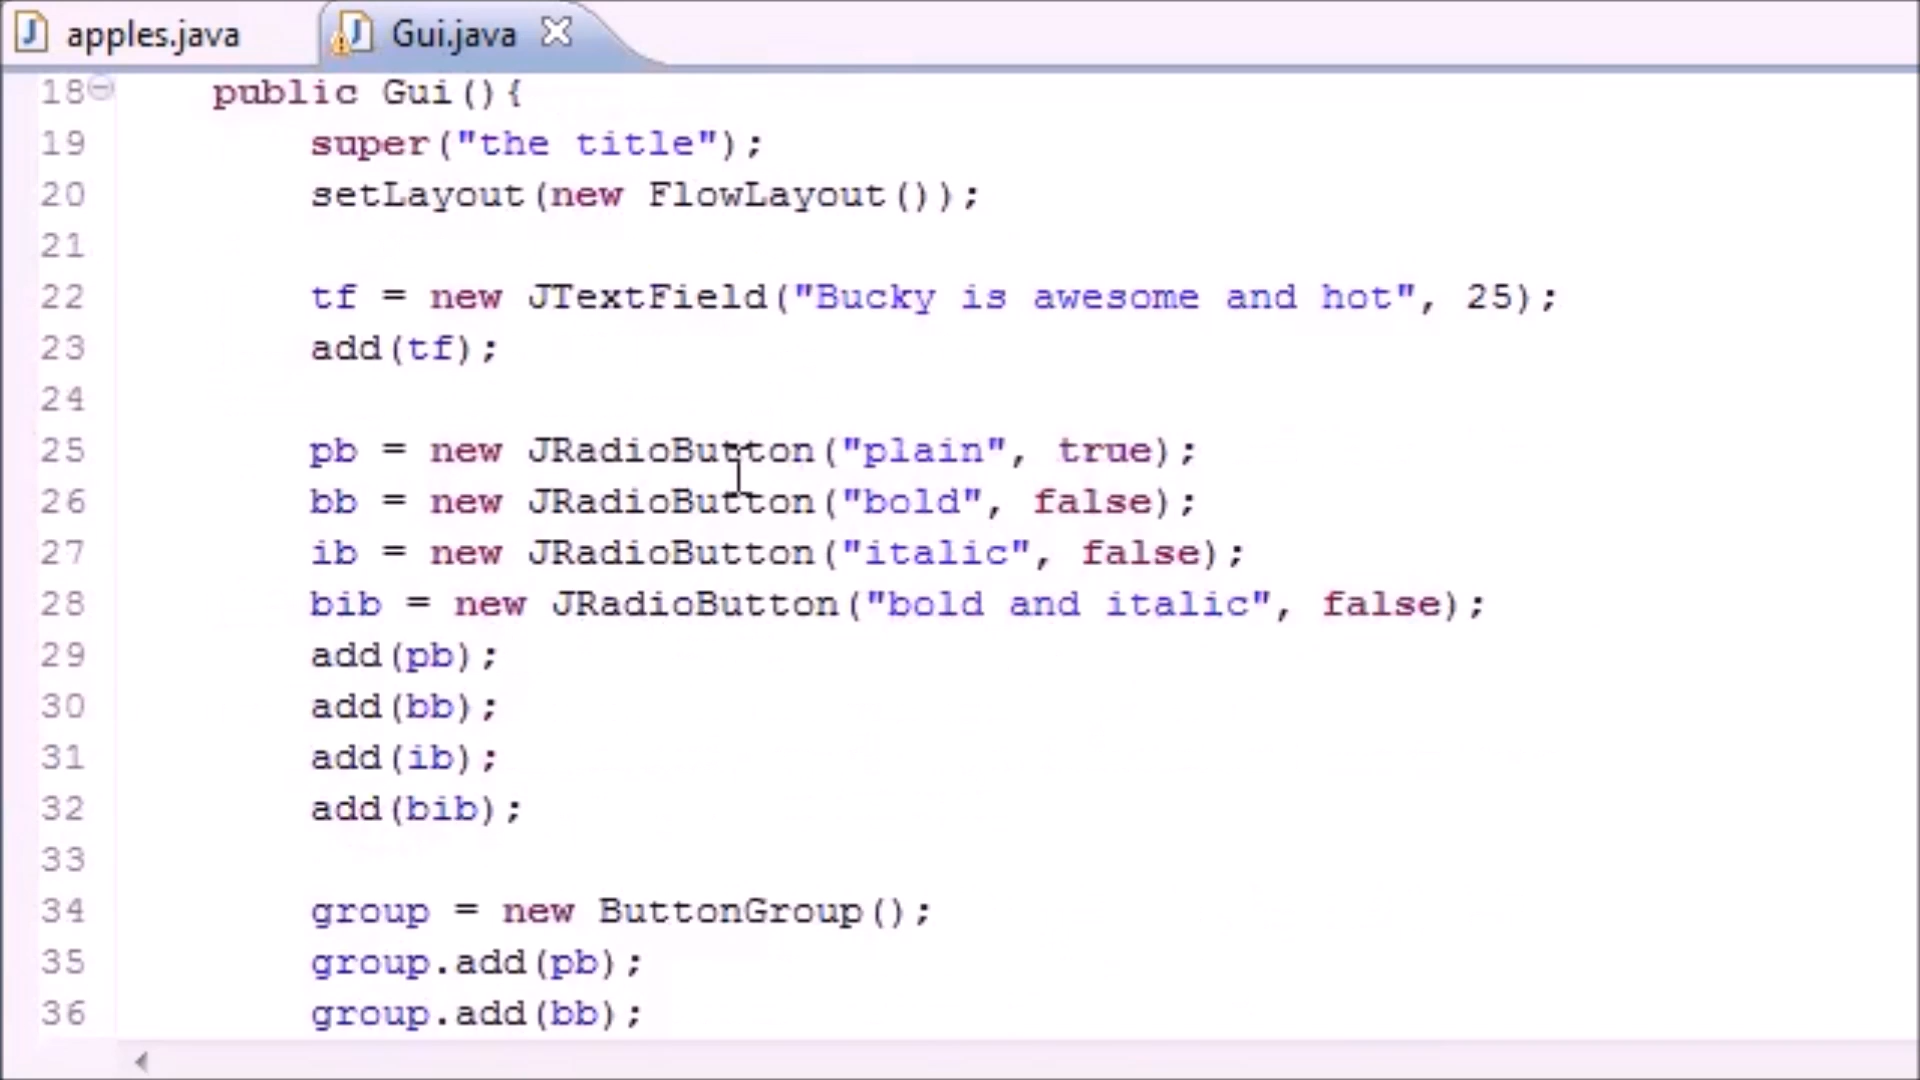 apples.java Gui.java
18 public Gui(){
19 super("the title");
20 setLayout(new FlowLayout());
21
22 tf = new JTextField("Bucky is awesome and hot", 25);
23 add(tf);
24
25 pb = new JRadioButton("plain", true);
26 bb = new JRadioButton("bold", false);
27 ib = new JRadioButton("italic", false);
28 bib = new JRadioButton("bold and italic", false);
29 add(pb);
30 add(bb);
31 add(ib);
32 add(bib);
33
34 group = new ButtonGroup();
35 group.add(pb);
36 group.add(bb);